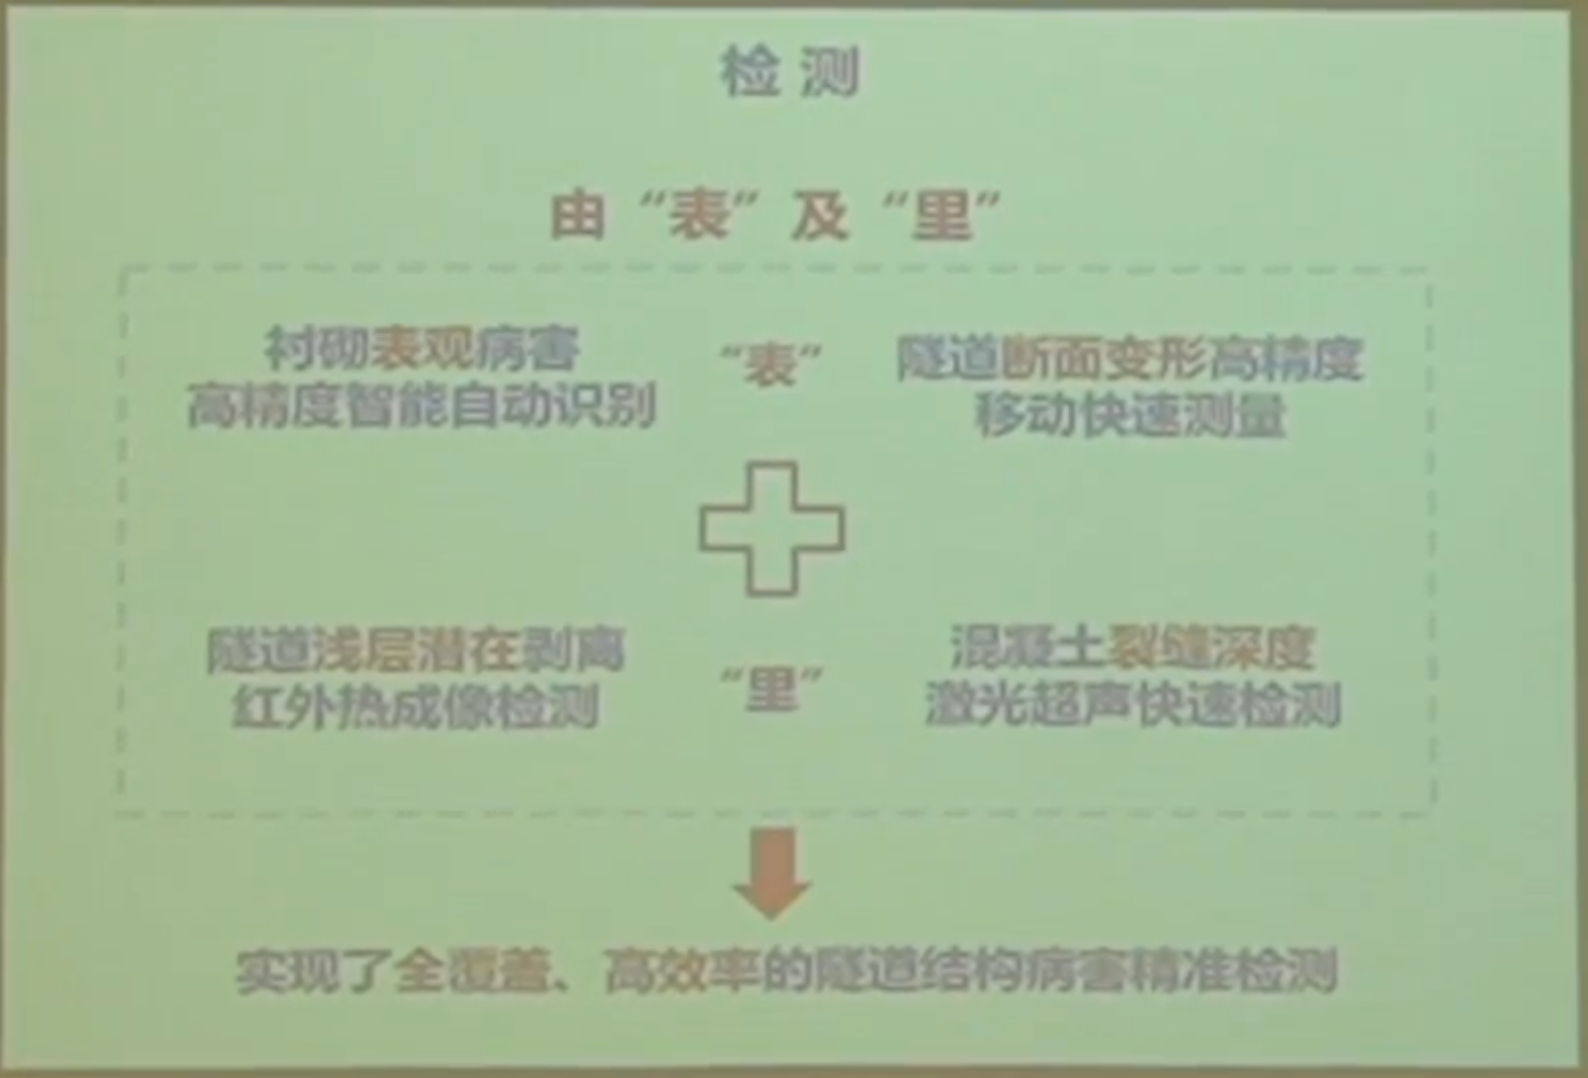 检测
由“表”及“里”
衬砌表观病害
高精度智能自动识别
“表”
隧道断面变形高精度
移动快速测量
隧道浅层潜在剥离
红外热成像检测
“里”
混凝土裂缝深度
激光超声快速检测
实现了全覆盖、高效率的隧道结构病害精准检测